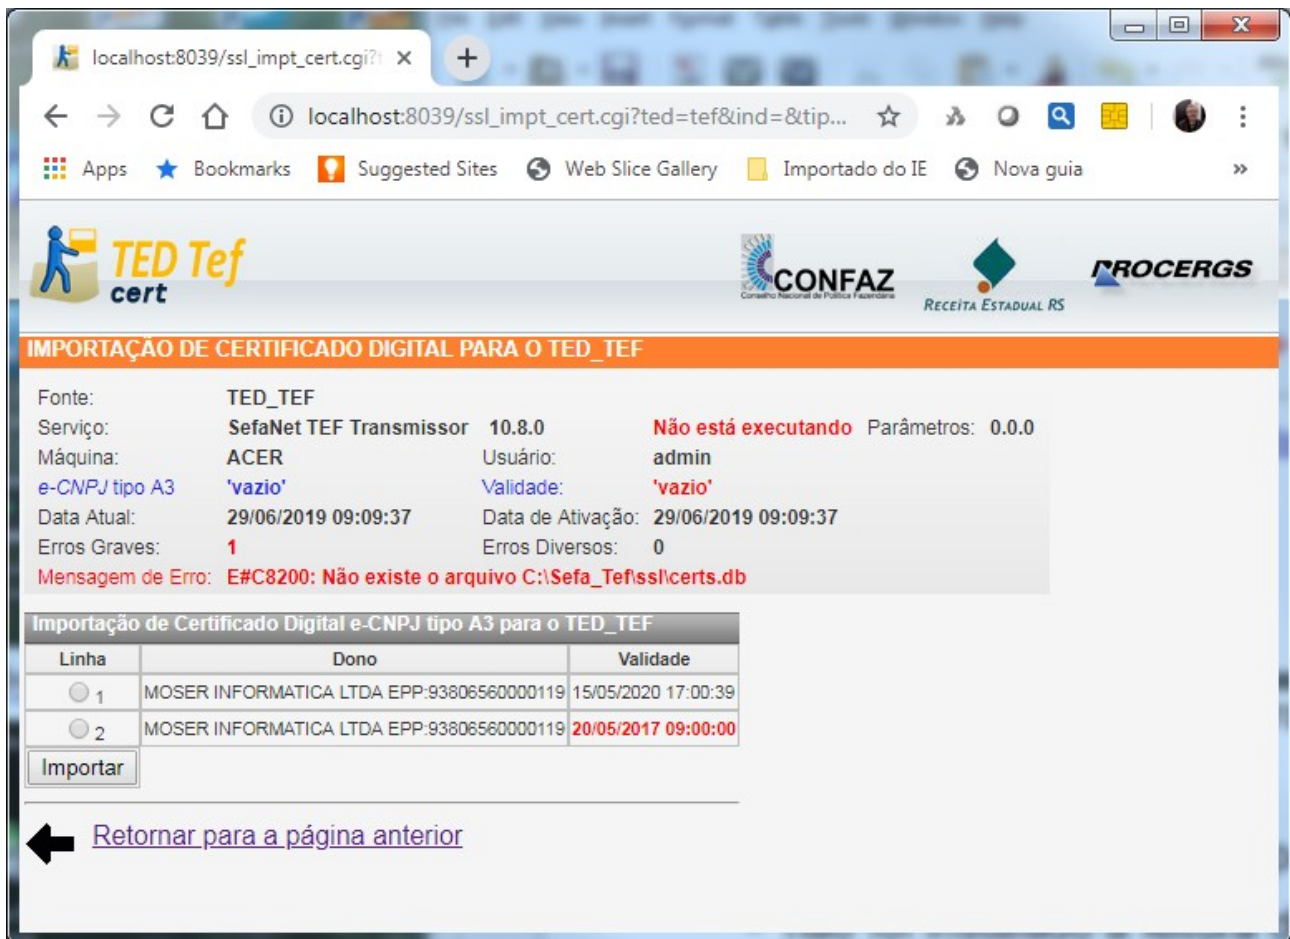 localhost:8039/ssl_impt_cert.cgi?
localhost:8039/ssl_impt_cert.cgi?ted=tef&ind=&tip...
Apps Bookmarks Suggested Sites Web Slice Gallery Importado do IE Nova guia »
TED Tef
cert
CONFAZ
Conselho Nacional de Política Fazendária
RECEITA ESTADUAL RS
PROCERGS
IMPORTAÇÃO DE CERTIFICADO DIGITAL PARA O TED_TEF
Fonte: TED_TEF
Serviço: SefaNet TEF Transmissor 10.8.0 Não está executando Parâmetros: 0.0.0
Máquina: ACER Usuário: admin
e-CNPJ tipo A3 'vazio' Validade: 'vazio'
Data Atual: 29/06/2019 09:09:37 Data de Ativação: 29/06/2019 09:09:37
Erros Graves: 1 Erros Diversos: 0
Mensagem de Erro: E#C8200: Não existe o arquivo C:\Sefa_Tef\ssl\certs.db
Importação de Certificado Digital e-CNPJ tipo A3 para o TED_TEF
Linha Dono Validade
1 MOSER INFORMATICA LTDA EPP:93806560000119 15/05/2020 17:00:39
2 MOSER INFORMATICA LTDA EPP:93806560000119 20/05/2017 09:00:00
Importar
Retornar para a página anterior